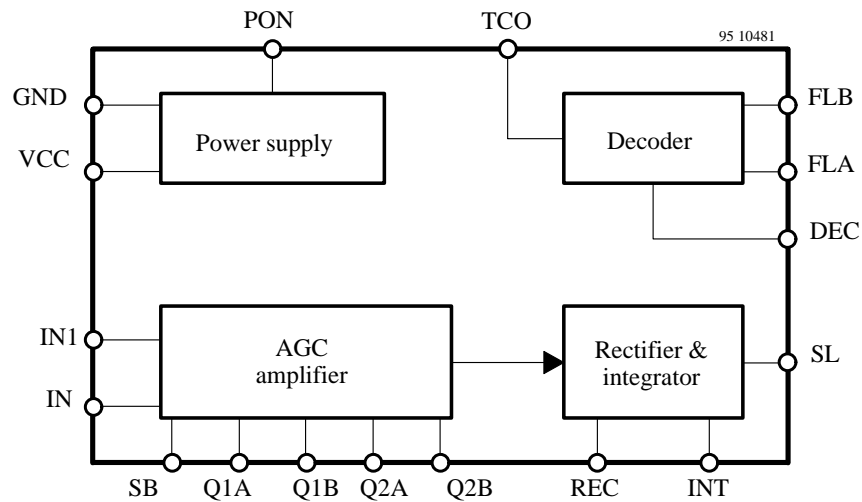 PON
TCO
95 10481
GND
FLB
Power supply
Decoder
VCC
FLA
DEC
IN1
AGC
amplifier
Rectifier &
integrator
SL
IN
SB
Q1A
Q1B
Q2A
Q2B
REC
INT